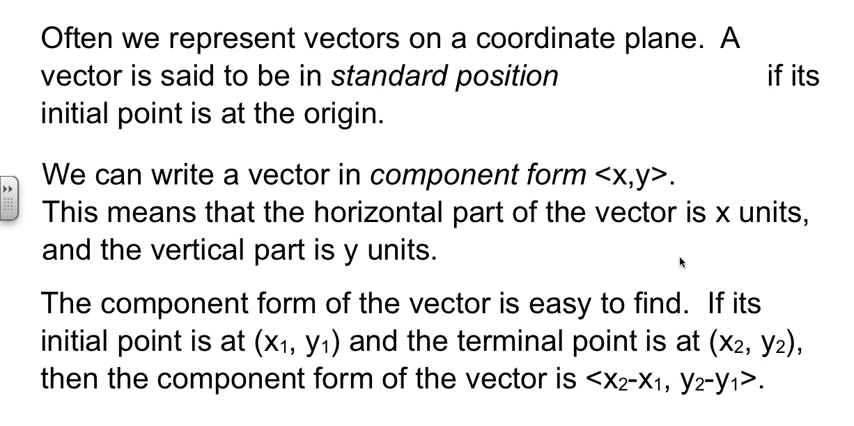 Often we represent vectors on a coordinate plane. A
vector is said to be in standard position if its
initial point is at the origin.
We can write a vector in component form <x,y>.
This means that the horizontal part of the vector is x units,
and the vertical part is y units.
The component form of the vector is easy to find. If its
initial point is at (x₁, y₁) and the terminal point is at (x₂, y₂),
then the component form of the vector is <x₂-x₁, y₂-y₁>.